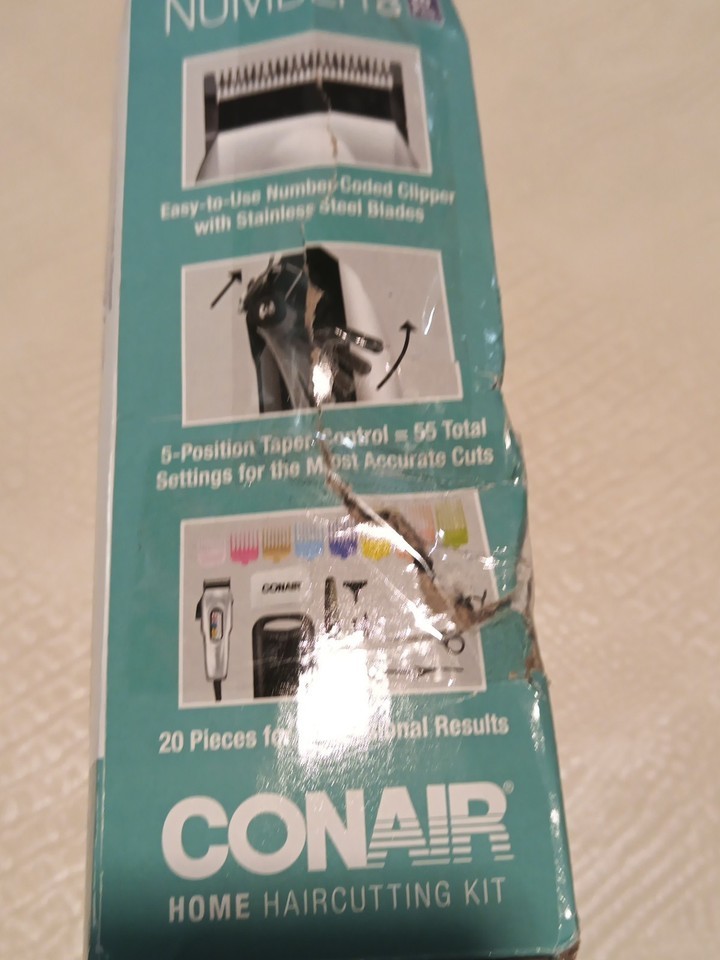 Easy-to-Use Number-Coded Clipper
with Stainless Steel Blades
5-Position Taper Control = 55 Total
Settings for the Most Accurate Cuts
CONAIR
20 Pieces for Results
CONAIR®
HOME HAIRCUTTING KIT